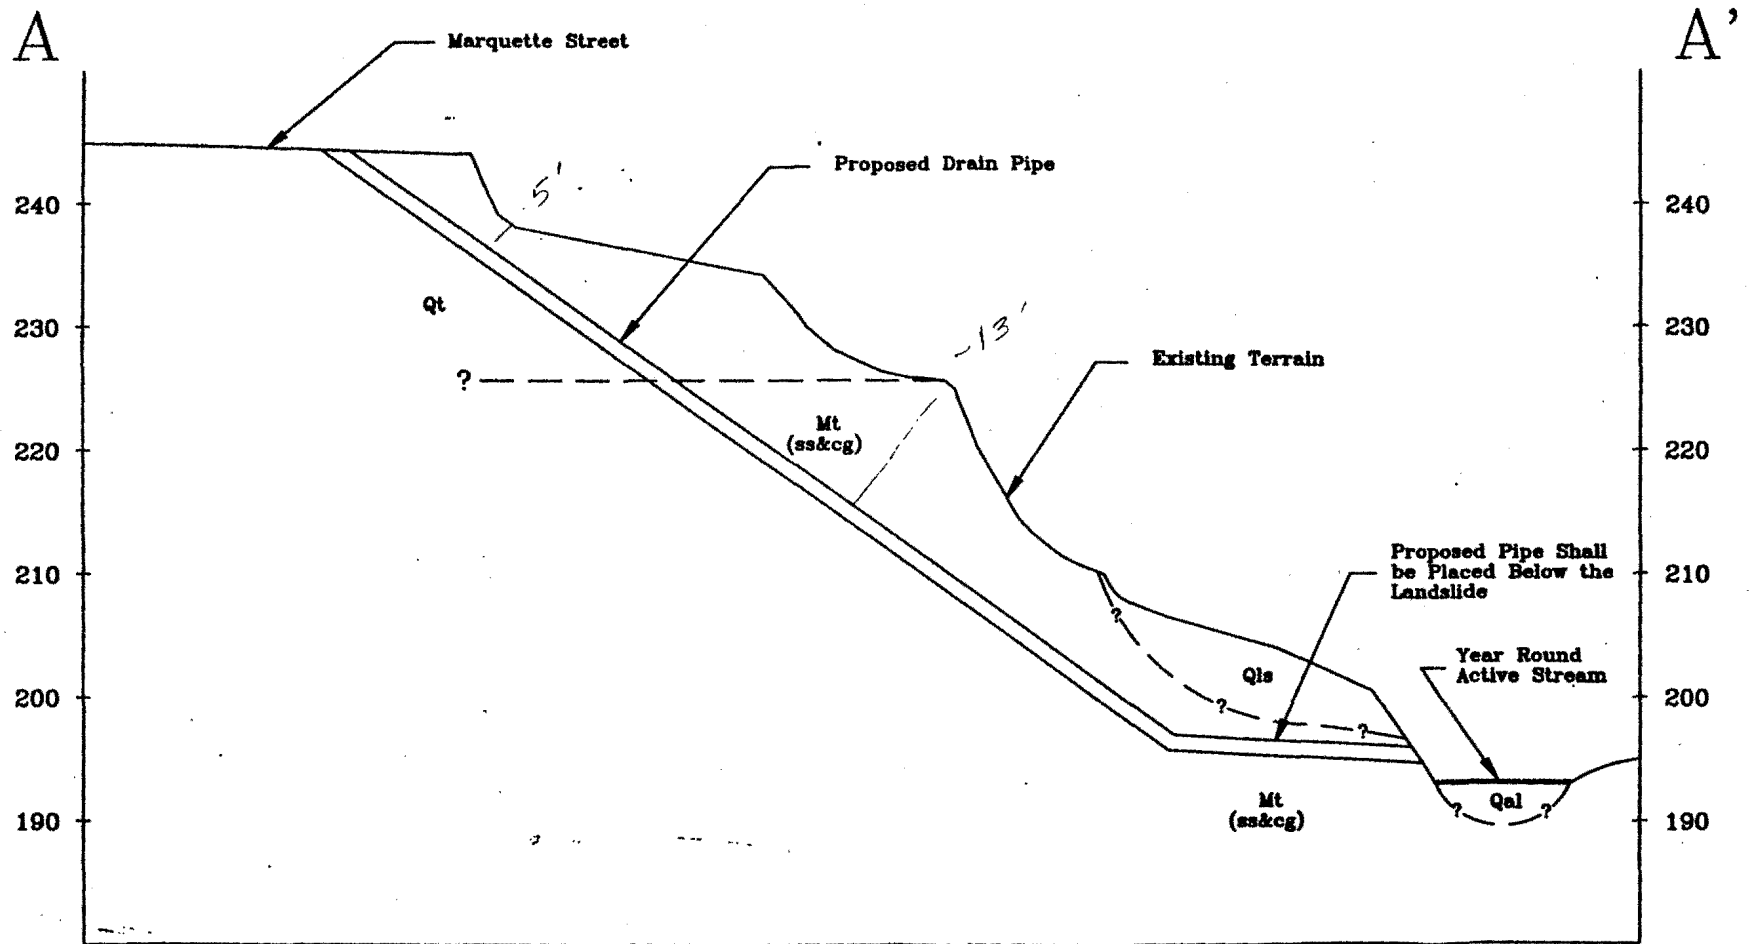 A
A'
Marquette Street
Proposed Drain Pipe
5'
240
240
Qt
230
230
~13'
Existing Terrain
?
Mt
(ss&cg)
220
220
Proposed Pipe Shall
be Placed Below the
Landslide
210
210
?
Year Round
Active Stream
Qls
200
200
?
?
Mt
(ss&cg)
?
Qal
?
190
190